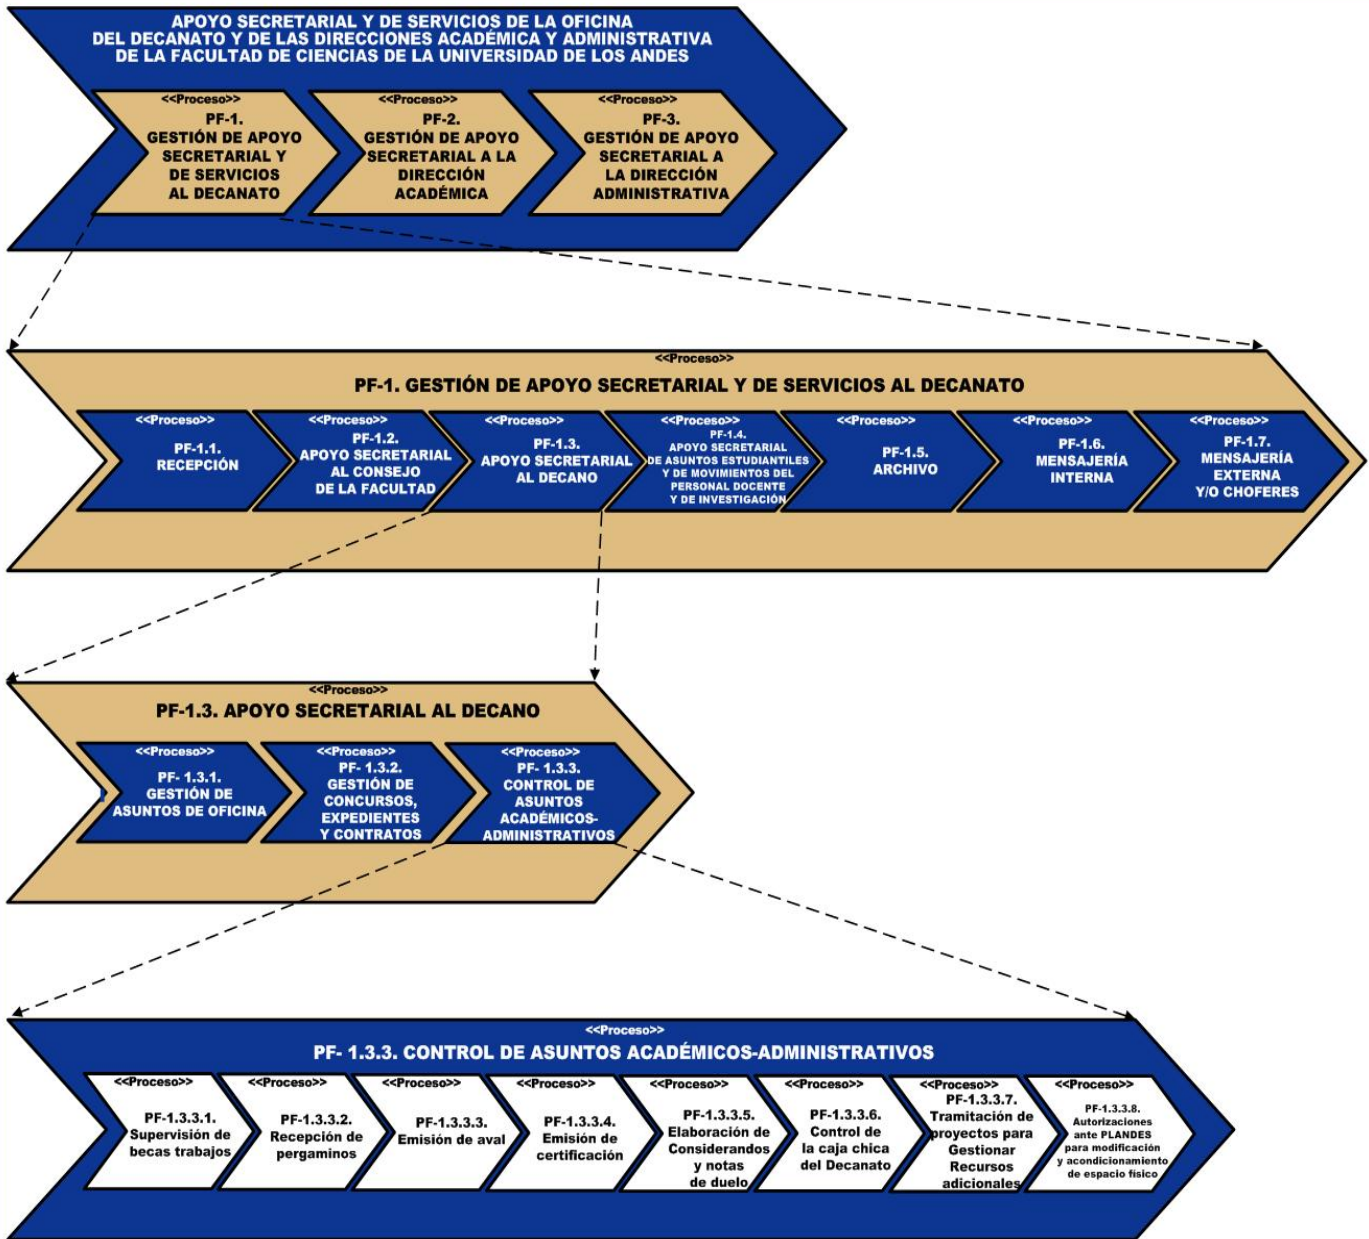 APOYO SECRETARIAL Y DE SERVICIOS DE LA OFICINA
DEL DECANATO Y DE LAS DIRECCIONES ACADÉMICA Y ADMINISTRATIVA
DE LA FACULTAD DE CIENCIAS DE LA UNIVERSIDAD DE LOS ANDES
<<Proceso>>
PF-1.
GESTIÓN DE APOYO
SECRETARIAL Y
DE SERVICIOS
AL DECANATO
<<Proceso>>
PF-2.
GESTIÓN DE APOYO
SECRETARIAL A LA
DIRECCIÓN
ACADÉMICA
<<Proceso>>
PF-3.
GESTIÓN DE APOYO
SECRETARIAL A
LA DIRECCIÓN
ADMINISTRATIVA
<<Proceso>>
PF-1. GESTIÓN DE APOYO SECRETARIAL Y DE SERVICIOS AL DECANATO
<<Proceso>>
PF-1.1.
RECEPCIÓN
<<Proceso>>
PF-1.2.
APOYO SECRETARIAL
AL CONSEJO
DE LA FACULTAD
<<Proceso>>
PF-1.3.
APOYO SECRETARIAL
AL DECANO
<<Proceso>>
PF-1.4.
APOYO SECRETARIAL
DE ASUNTOS ESTUDIANTILES
Y DE MOVIMIENTOS DEL
PERSONAL DOCENTE
Y DE INVESTIGACIÓN
<<Proceso>>
PF-1.5.
ARCHIVO
<<Proceso>>
PF-1.6.
MENSAJERÍA
INTERNA
<<Proceso>>
PF-1.7.
MENSAJERÍA
EXTERNA
Y/O CHOFERES
<<Proceso>>
PF-1.3. APOYO SECRETARIAL AL DECANO
<<Proceso>>
PF- 1.3.1.
GESTIÓN DE
ASUNTOS DE OFICINA
<<Proceso>>
PF- 1.3.2.
GESTIÓN DE
CONCURSOS,
EXPEDIENTES
Y CONTRATOS
<<Proceso>>
PF- 1.3.3.
CONTROL DE
ASUNTOS
ACADÉMICOS-
ADMINISTRATIVOS
<<Proceso>>
PF- 1.3.3. CONTROL DE ASUNTOS ACADÉMICOS-ADMINISTRATIVOS
<<Proceso>>
PF-1.3.3.1.
Supervisión de
becas trabajos
<<Proceso>>
PF-1.3.3.2.
Recepción de
pergaminos
<<Proceso>>
PF-1.3.3.3.
Emisión de aval
<<Proceso>>
PF-1.3.3.4.
Emisión de
certificación
<<Proceso>>
PF-1.3.3.5.
Elaboración de
Considerandos
y notas
de duelo
<<Proceso>>
PF-1.3.3.6.
Control de
la caja chica
del Decanato
<<Proceso>>
PF-1.3.3.7.
Tramitación de
proyectos para
Gestionar
Recursos
adicionales
<<Proceso>>
PF-1.3.3.8.
Autorizaciones
ante PLANDES
para modificación
y acondicionamiento
de espacio físico